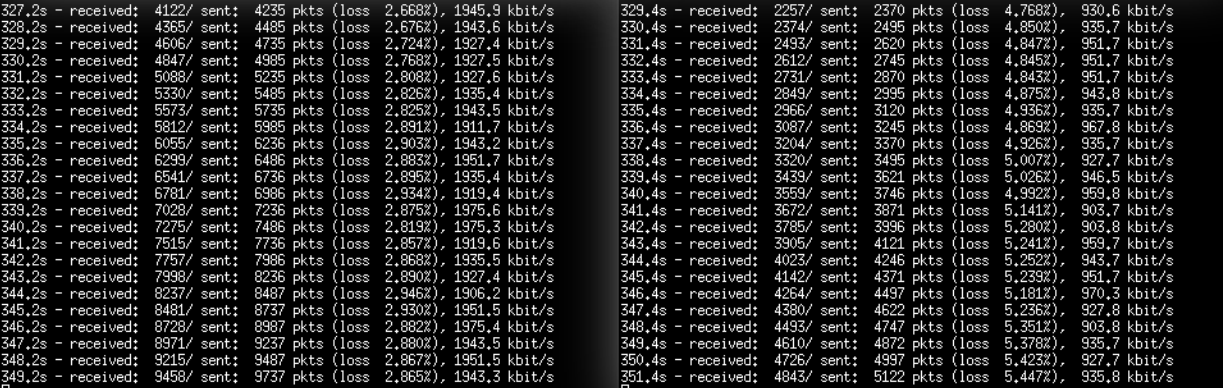 327.2s - received:  4122/ sent:  4235 pkts (loss  2.668%), 1945.9 kbit/s
328.2s - received:  4365/ sent:  4485 pkts (loss  2.676%), 1943.6 kbit/s
329.2s - received:  4606/ sent:  4735 pkts (loss  2.724%), 1927.4 kbit/s
330.2s - received:  4847/ sent:  4985 pkts (loss  2.768%), 1927.5 kbit/s
331.2s - received:  5088/ sent:  5235 pkts (loss  2.808%), 1927.6 kbit/s
332.2s - received:  5330/ sent:  5485 pkts (loss  2.826%), 1935.4 kbit/s
333.2s - received:  5573/ sent:  5735 pkts (loss  2.825%), 1943.5 kbit/s
334.2s - received:  5812/ sent:  5985 pkts (loss  2.891%), 1911.7 kbit/s
335.2s - received:  6055/ sent:  6236 pkts (loss  2.903%), 1943.2 kbit/s
336.2s - received:  6299/ sent:  6486 pkts (loss  2.883%), 1951.7 kbit/s
337.2s - received:  6541/ sent:  6736 pkts (loss  2.895%), 1935.4 kbit/s
338.2s - received:  6781/ sent:  6986 pkts (loss  2.934%), 1919.4 kbit/s
339.2s - received:  7028/ sent:  7236 pkts (loss  2.875%), 1975.6 kbit/s
340.2s - received:  7275/ sent:  7486 pkts (loss  2.819%), 1975.3 kbit/s
341.2s - received:  7515/ sent:  7736 pkts (loss  2.857%), 1919.6 kbit/s
342.2s - received:  7757/ sent:  7986 pkts (loss  2.868%), 1935.5 kbit/s
343.2s - received:  7998/ sent:  8236 pkts (loss  2.890%), 1927.4 kbit/s
344.2s - received:  8237/ sent:  8487 pkts (loss  2.946%), 1906.2 kbit/s
345.2s - received:  8481/ sent:  8737 pkts (loss  2.930%), 1951.5 kbit/s
346.2s - received:  8728/ sent:  8987 pkts (loss  2.882%), 1975.4 kbit/s
347.2s - received:  8971/ sent:  9237 pkts (loss  2.880%), 1943.5 kbit/s
348.2s - received:  9215/ sent:  9487 pkts (loss  2.867%), 1951.5 kbit/s
349.2s - received:  9458/ sent:  9737 pkts (loss  2.865%), 1943.3 kbit/s
329.4s - received:  2257/ sent:  2370 pkts (loss  4.768%),  930.6 kbit/s
330.4s - received:  2374/ sent:  2495 pkts (loss  4.850%),  935.7 kbit/s
331.4s - received:  2493/ sent:  2620 pkts (loss  4.847%),  951.7 kbit/s
332.4s - received:  2612/ sent:  2745 pkts (loss  4.845%),  951.7 kbit/s
333.4s - received:  2731/ sent:  2870 pkts (loss  4.843%),  951.7 kbit/s
334.4s - received:  2849/ sent:  2995 pkts (loss  4.875%),  943.8 kbit/s
335.4s - received:  2966/ sent:  3120 pkts (loss  4.936%),  935.7 kbit/s
336.4s - received:  3087/ sent:  3245 pkts (loss  4.869%),  967.8 kbit/s
337.4s - received:  3204/ sent:  3370 pkts (loss  4.926%),  935.7 kbit/s
338.4s - received:  3320/ sent:  3495 pkts (loss  5.007%),  927.7 kbit/s
339.4s - received:  3439/ sent:  3621 pkts (loss  5.026%),  946.5 kbit/s
340.4s - received:  3559/ sent:  3746 pkts (loss  4.992%),  959.8 kbit/s
341.4s - received:  3672/ sent:  3871 pkts (loss  5.141%),  903.7 kbit/s
342.4s - received:  3785/ sent:  3996 pkts (loss  5.280%),  903.8 kbit/s
343.4s - received:  3905/ sent:  4121 pkts (loss  5.241%),  959.7 kbit/s
344.4s - received:  4023/ sent:  4246 pkts (loss  5.252%),  943.7 kbit/s
345.4s - received:  4142/ sent:  4371 pkts (loss  5.239%),  951.7 kbit/s
346.4s - received:  4264/ sent:  4497 pkts (loss  5.181%),  970.3 kbit/s
347.4s - received:  4380/ sent:  4622 pkts (loss  5.236%),  927.8 kbit/s
348.4s - received:  4493/ sent:  4747 pkts (loss  5.351%),  903.8 kbit/s
349.4s - received:  4610/ sent:  4872 pkts (loss  5.378%),  935.7 kbit/s
350.4s - received:  4726/ sent:  4997 pkts (loss  5.423%),  927.7 kbit/s
351.4s - received:  4843/ sent:  5122 pkts (loss  5.447%),  935.8 kbit/s